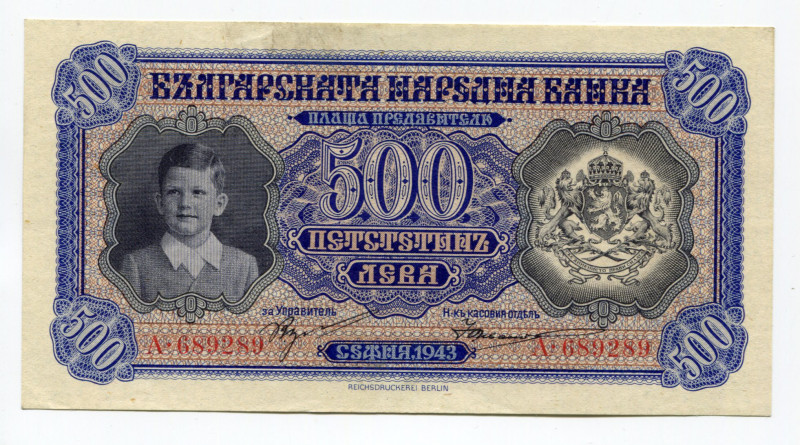 500 500
БЪЛГАРСКАТА НАРОДНА БАНКА
ПЛАЩА ПРЕДЯВИТЕЛЮ
500
ПЕТСТОТИНЪ
ЛЕВА
за Управитель Н-къ касовия отдѣлъ
А·689289 А·689289
СОФИЯ.1943
500 500
REICHSDRUCKEREI BERLIN